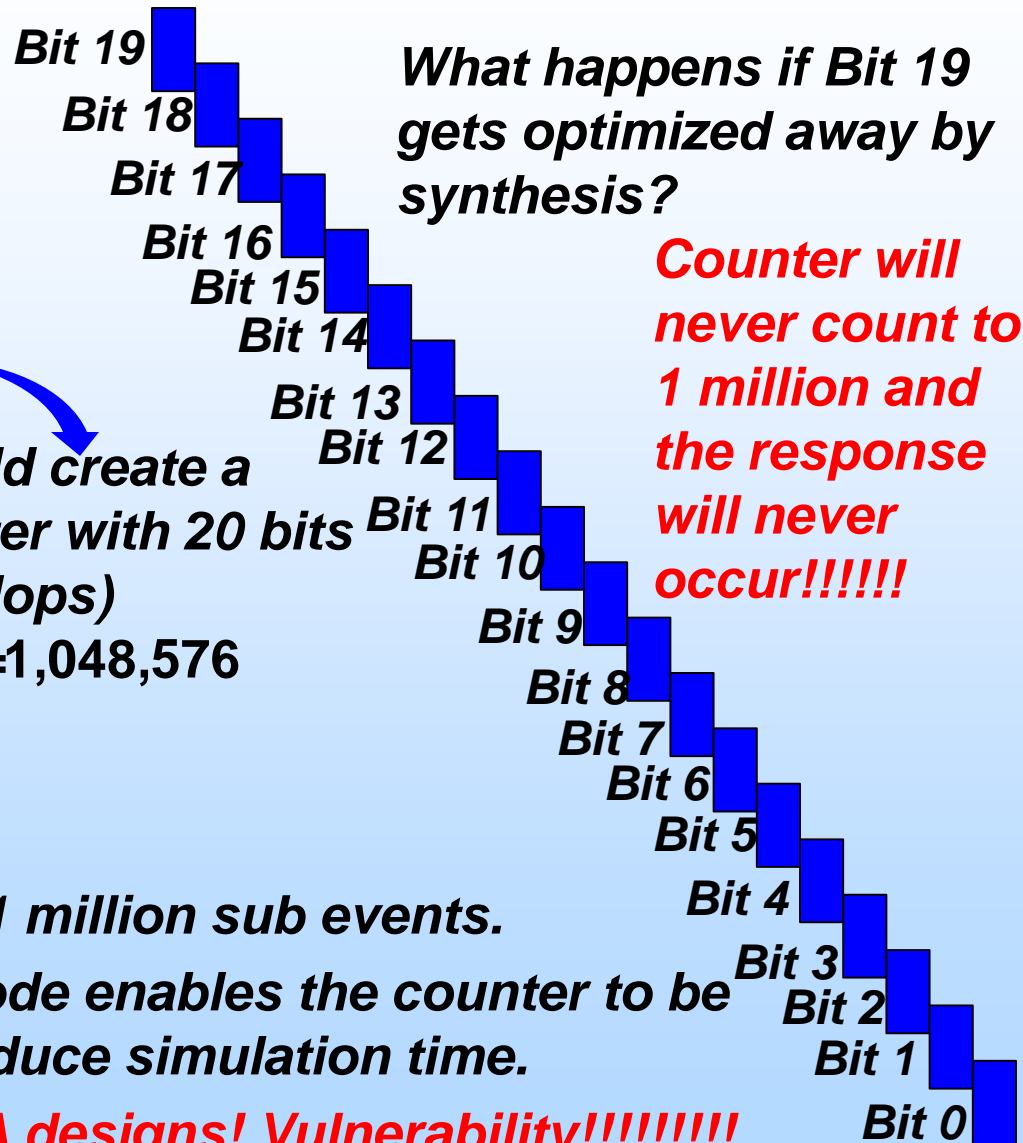 Bit 19
Bit 18
Bit 17
Bit 16
Bit 15
Bit 14
Bit 13
Bit 12
Bit 11
Bit 10
Bit 9
Bit 8
Bit 7
Bit 6
Bit 5
Bit 4
Bit 3
Bit 2
Bit 1
Bit 0
What happens if Bit 19
gets optimized away by
synthesis?
Counter will
never count to
1 million and
the response
will never
occur!!!!!!
create a
with 20 bits
=1,048,576
1 million sub events.
enables the counter to be
simulation time.
designs! Vulnerability!!!!!!!!!